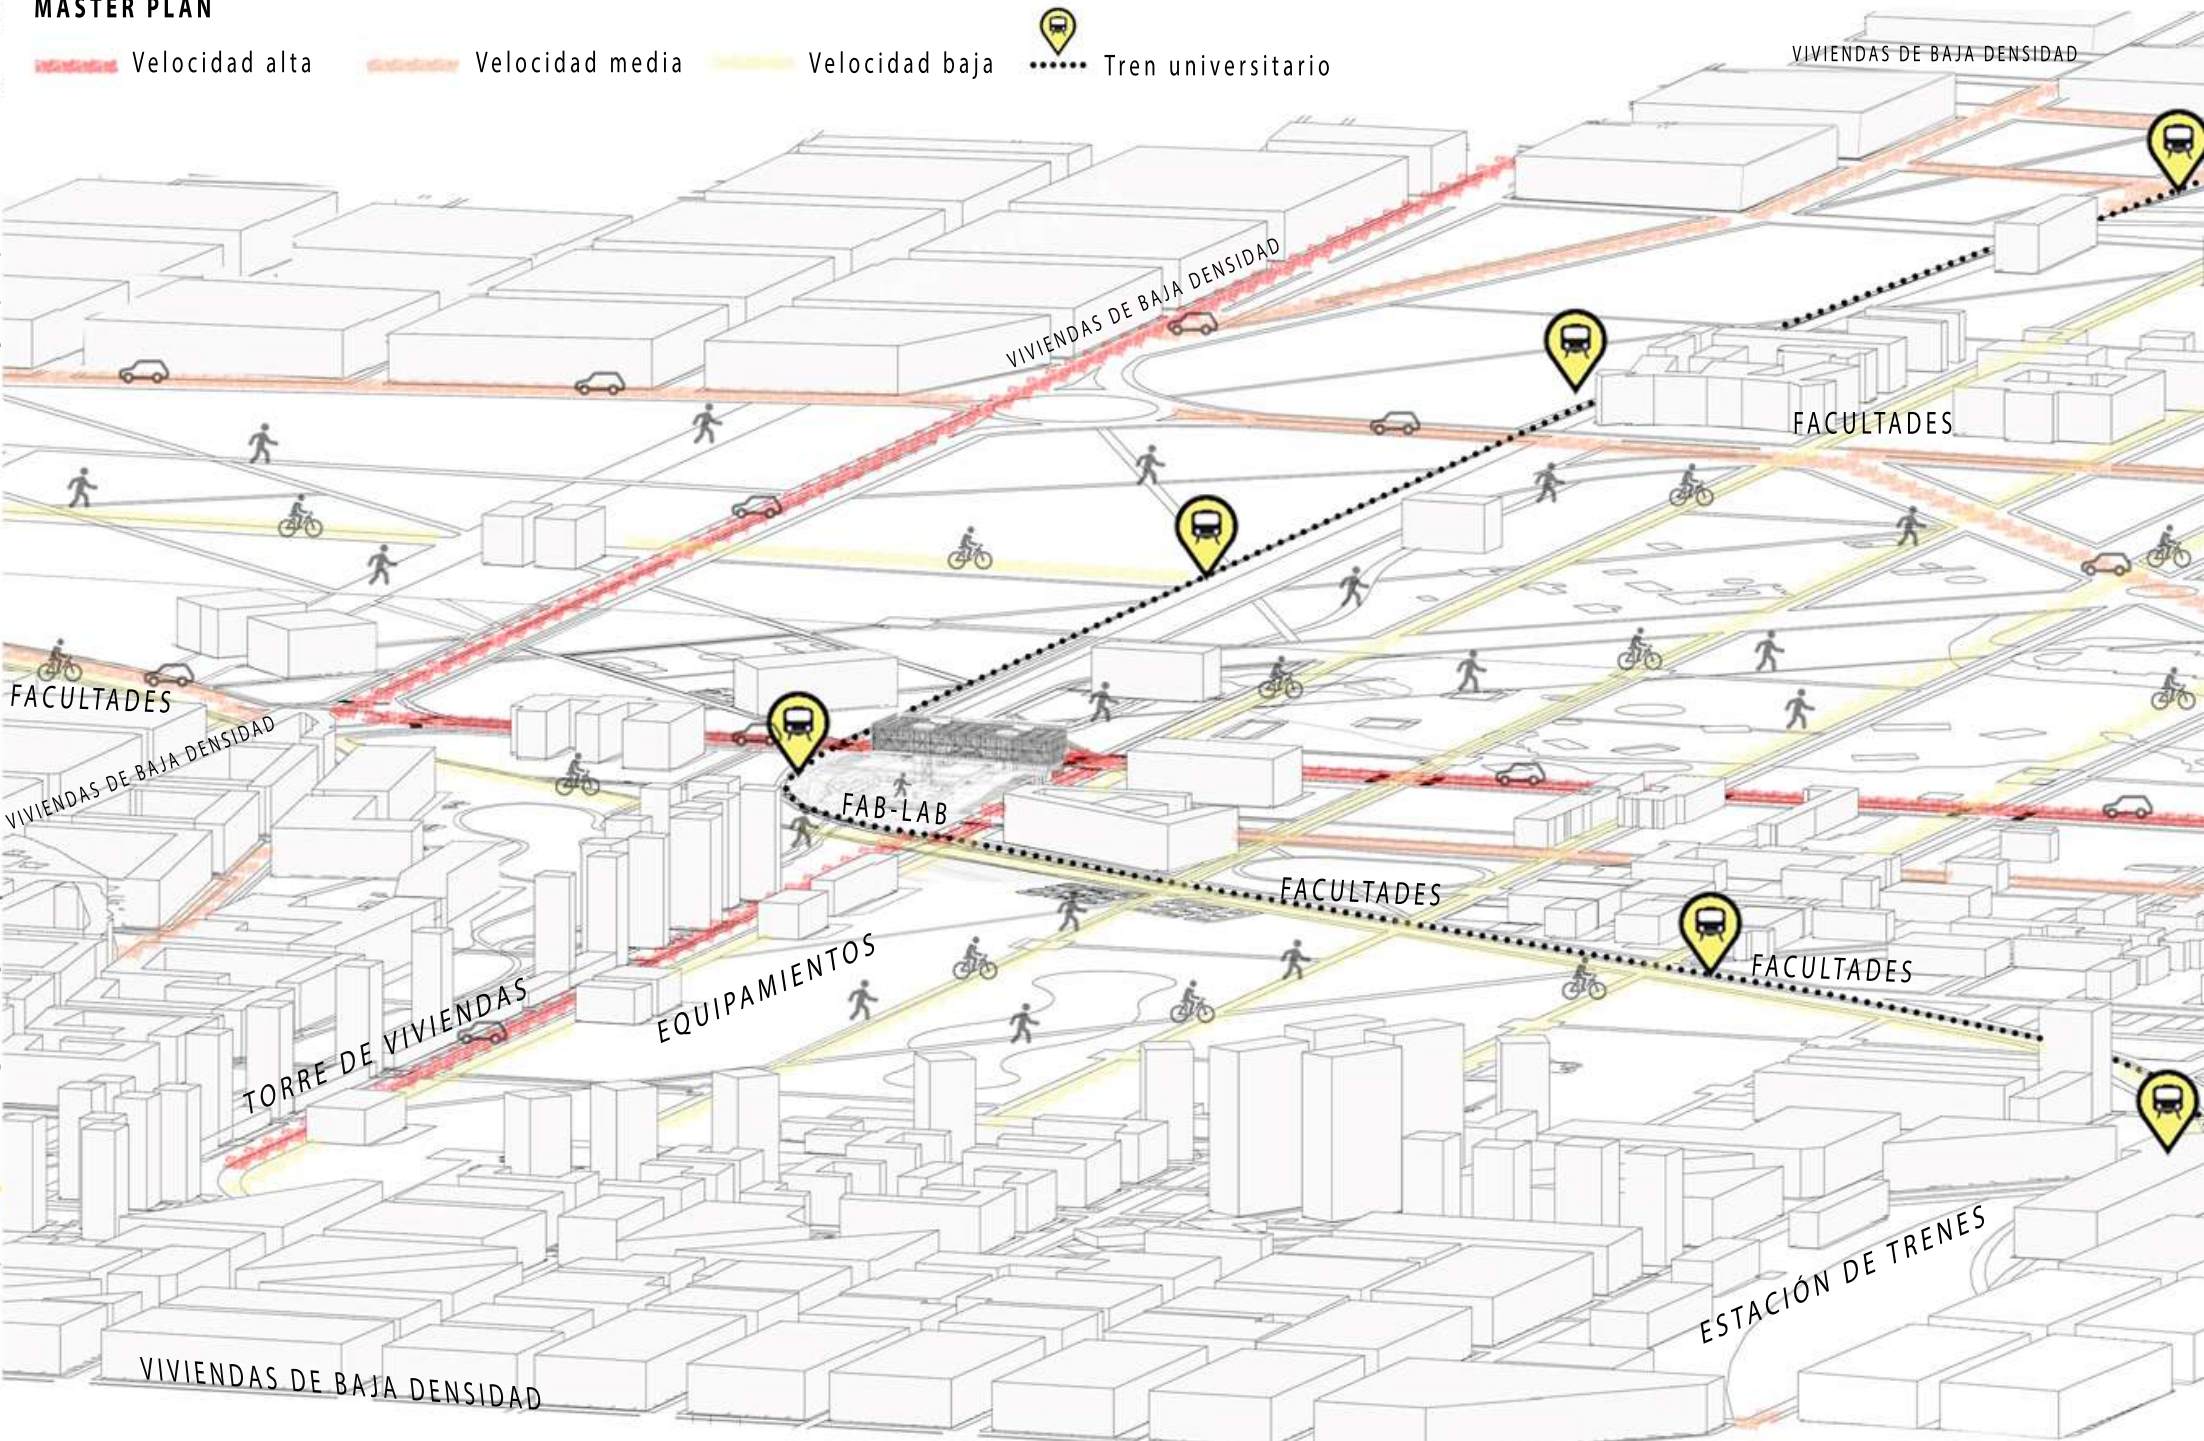 MASTER PLAN
Velocidad alta
Velocidad media
Velocidad baja
Tren universitario
VIVIENDAS DE BAJA DENSIDAD
VIVIENDAS DE BAJA DENSIDAD
FACULTADES
FACULTADES
VIVIENDAS DE BAJA DENSIDAD
FAB-LAB
FACULTADES
FACULTADES
EQUIPAMIENTOS
TORRE DE VIVIENDAS
ESTACIÓN DE TRENES
VIVIENDAS DE BAJA DENSIDAD